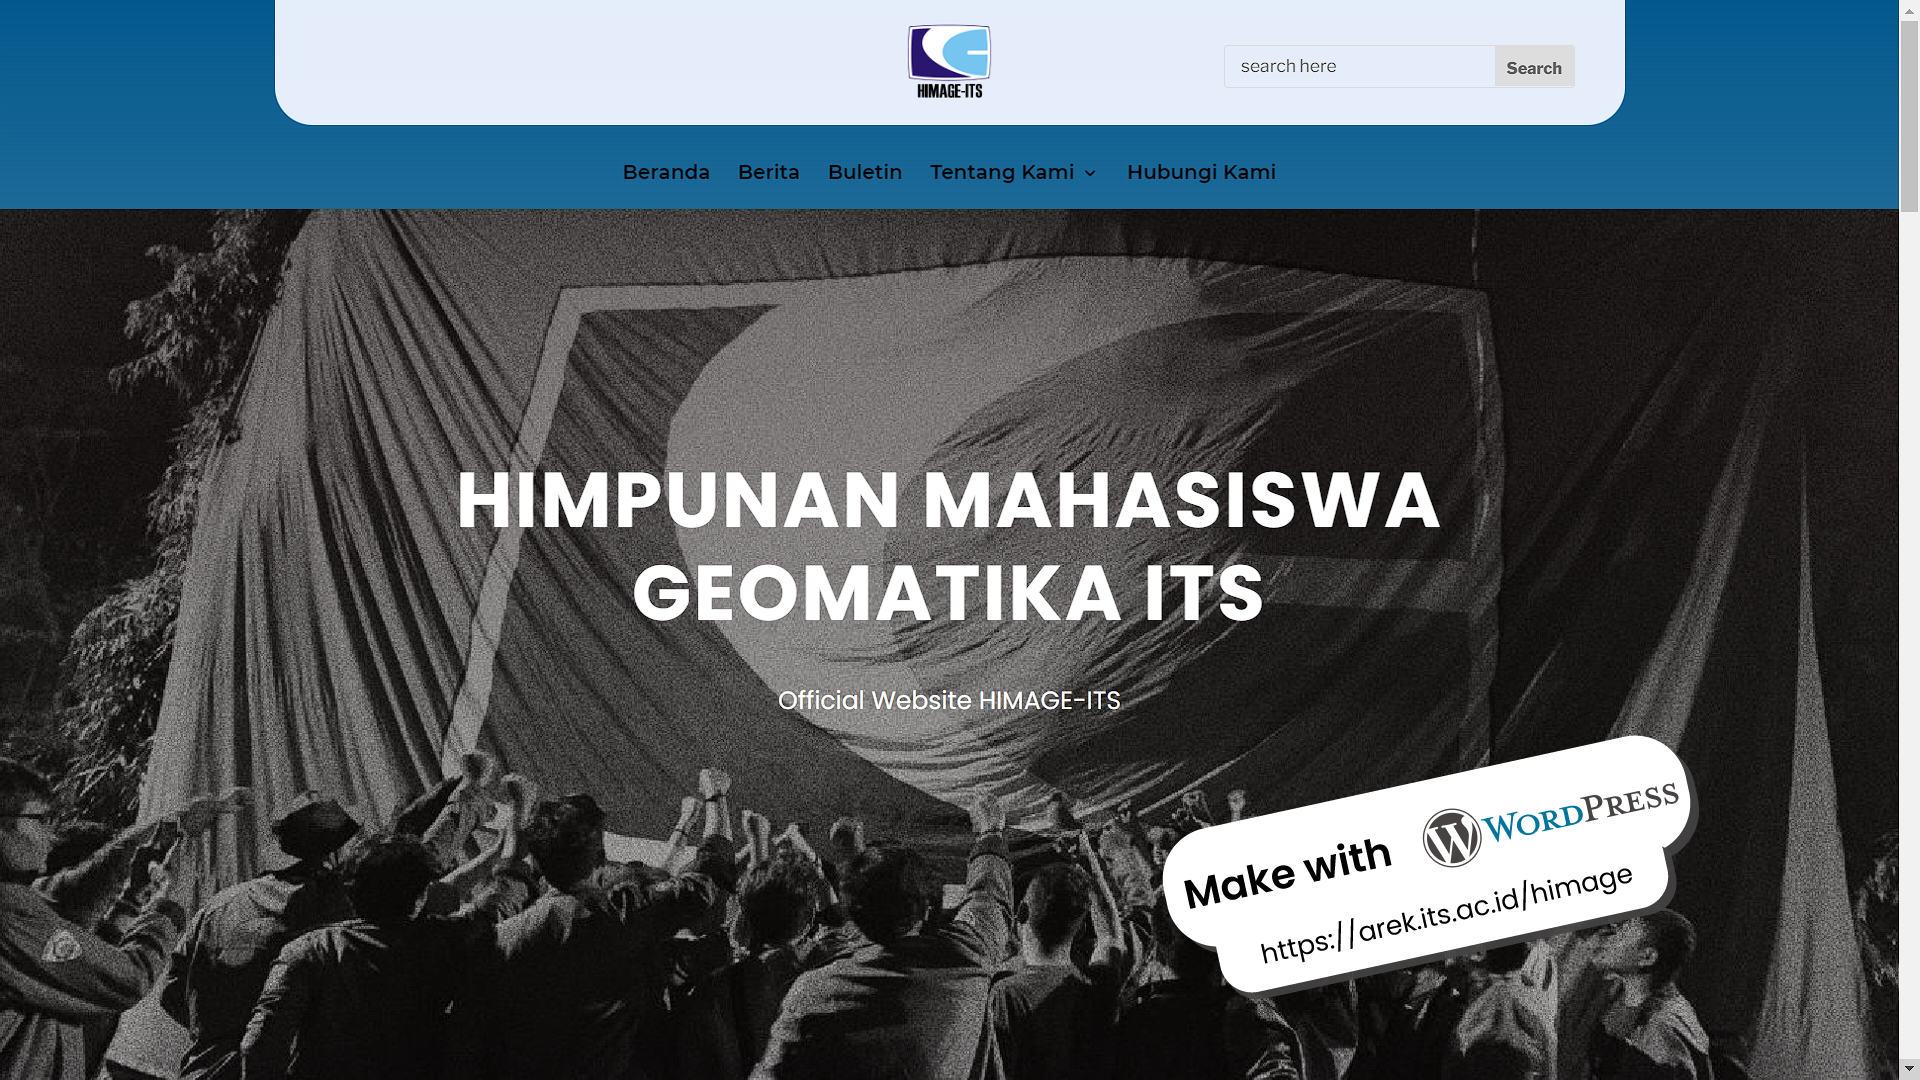 HIMAGE-ITS
search here
Search
Beranda
Berita
Buletin
Tentang Kami
Hubungi Kami
HIMPUNAN MAHASISWA
GEOMATIKA ITS
Official Website HIMAGE-ITS
Make with WORDPRESS
https://arek.its.ac.id/himage